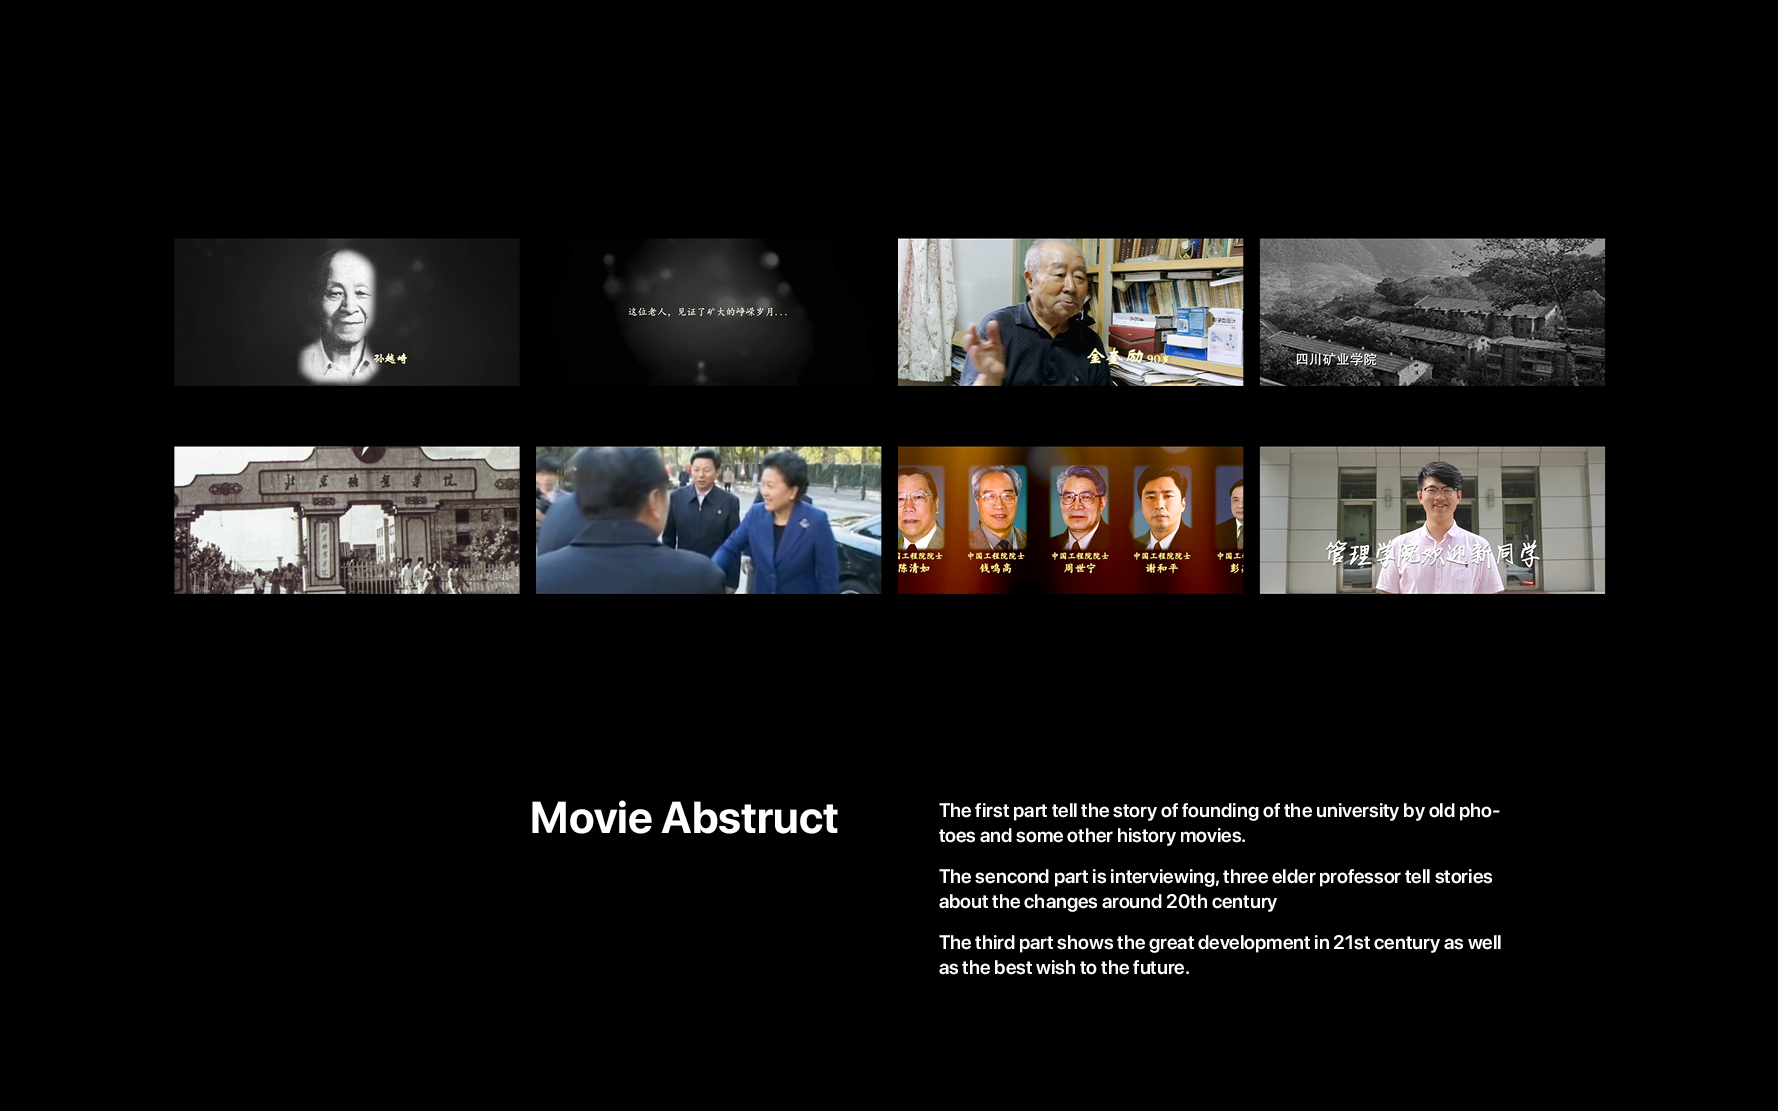 孙越崎
这位老人，见证了矿大的峥嵘岁月...
金奎励 90岁
四川矿业学院
北京矿业学院
中国工程院院士
陈清如
中国工程院院士
钱鸣高
中国工程院院士
周世宁
中国工程院院士
谢和平
中国工
彭
管理学院欢迎新同学
Movie Abstruct
The first part tell the story of founding of the university by old pho-
toes and some other history movies.
The sencond part is interviewing, three elder professor tell stories
about the changes around 20th century
The third part shows the great development in 21st century as well
as the best wish to the future.